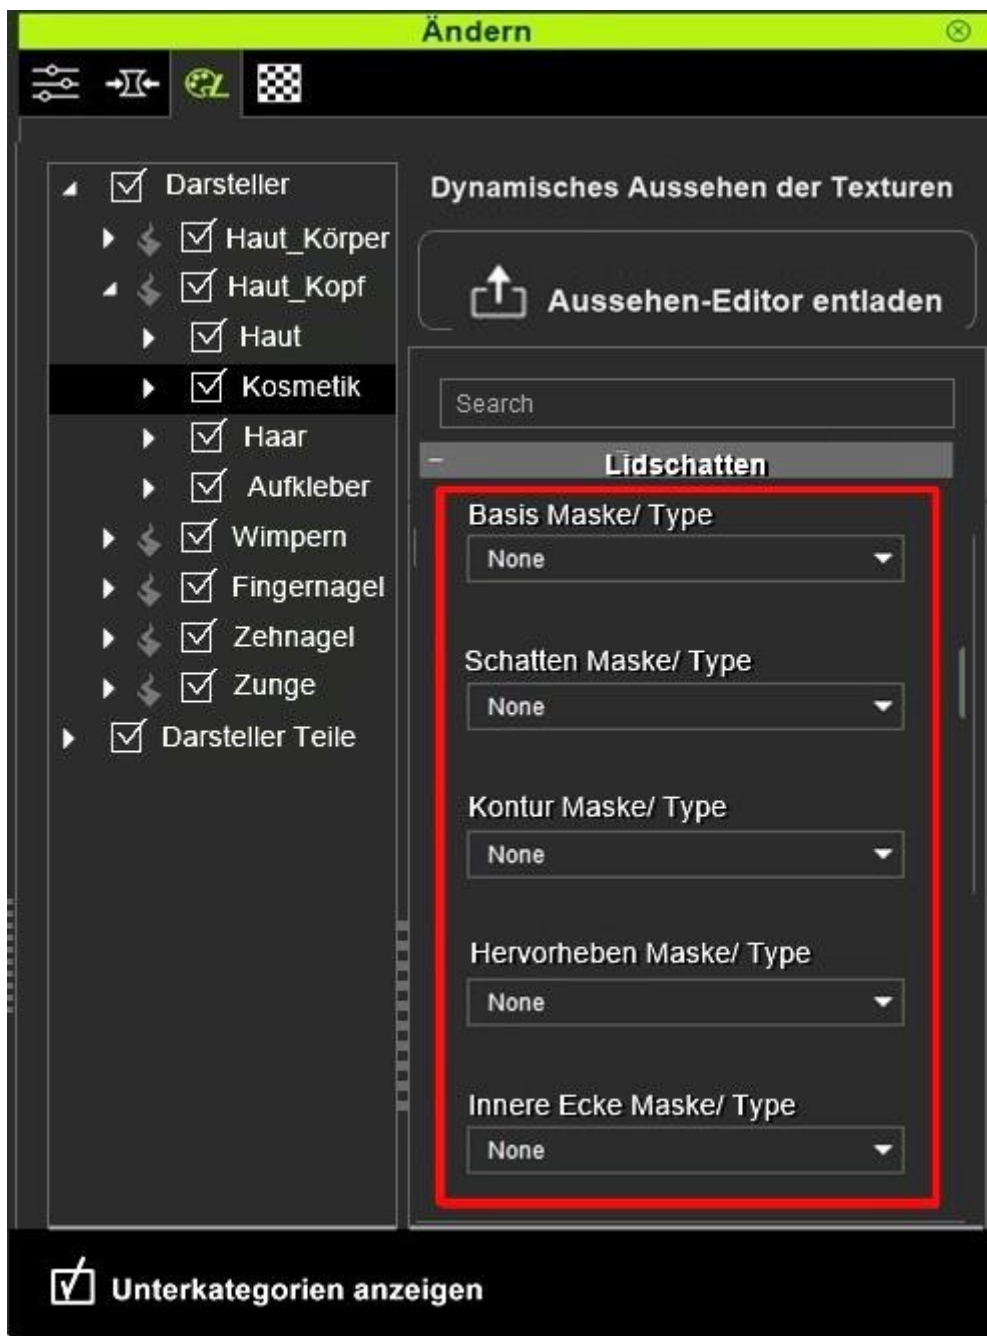 Ändern
Darsteller
Haut_Körper
Haut_Kopf
Haut
Kosmetik
Haar
Aufkleber
Wimpern
Fingernagel
Zehnagel
Zunge
Darsteller Teile
Dynamisches Aussehen der Texturen
Aussehen-Editor entladen
Search
Lidschatten
Basis Maske/ Type
None
Schatten Maske/ Type
None
Kontur Maske/ Type
None
Hervorheben Maske/ Type
None
Innere Ecke Maske/ Type
None
Unterkategorien anzeigen